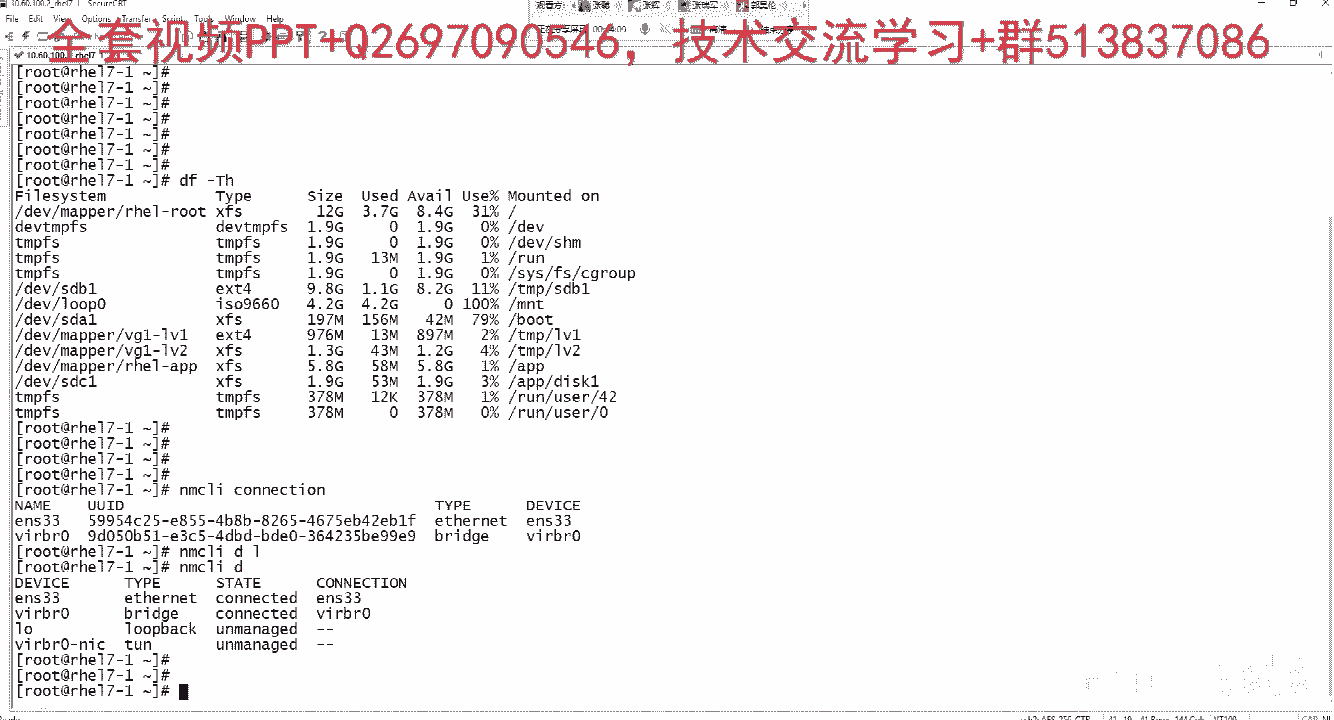 10.60.100.2_rhel7 - SecureCRT
File Edit View Options Transfer Script Tools Window Help
全套视频PPT+Q2697090546，技术交流学习+群513837086
[root@rhel7-1 ~]#
[root@rhel7-1 ~]#
[root@rhel7-1 ~]#
[root@rhel7-1 ~]#
[root@rhel7-1 ~]#
[root@rhel7-1 ~]#
[root@rhel7-1 ~]#
[root@rhel7-1 ~]# df -Th
Filesystem Type Size Used Avail Use% Mounted on
/dev/mapper/rhel-root xfs 12G 3.7G 8.4G 31% /
devtmpfs devtmpfs 1.9G 0 1.9G 0% /dev
tmpfs tmpfs 1.9G 0 1.9G 0% /dev/shm
tmpfs tmpfs 1.9G 13M 1.9G 1% /run
tmpfs tmpfs 1.9G 0 1.9G 0% /sys/fs/cgroup
/dev/sdb1 ext4 9.8G 1.1G 8.2G 11% /tmp/sdb1
/dev/loop0 iso9660 4.2G 4.2G 0 100% /mnt
/dev/sda1 xfs 197M 156M 42M 79% /boot
/dev/mapper/vg1-lv1 ext4 976M 13M 897M 2% /tmp/lv1
/dev/mapper/vg1-lv2 xfs 1.3G 43M 1.2G 4% /tmp/lv2
/dev/mapper/rhel-app xfs 5.8G 58M 5.8G 1% /app
/dev/sdc1 xfs 1.9G 53M 1.9G 3% /app/disk1
tmpfs tmpfs 378M 12K 378M 1% /run/user/42
tmpfs tmpfs 378M 0 378M 0% /run/user/0
[root@rhel7-1 ~]#
[root@rhel7-1 ~]#
[root@rhel7-1 ~]#
[root@rhel7-1 ~]#
[root@rhel7-1 ~]# nmcli connection
NAME UUID TYPE DEVICE
ens33 59954c25-e855-4b8b-8265-4675eb42eb1f ethernet ens33
virbr0 9d050b51-e3c5-4dbd-bde0-364235be99e9 bridge virbr0
[root@rhel7-1 ~]# nmcli d l
[root@rhel7-1 ~]# nmcli d
DEVICE TYPE STATE CONNECTION
ens33 ethernet connected ens33
virbr0 bridge connected virbr0
lo loopback unmanaged --
virbr0-nic tun unmanaged --
[root@rhel7-1 ~]#
[root@rhel7-1 ~]#
[root@rhel7-1 ~]#